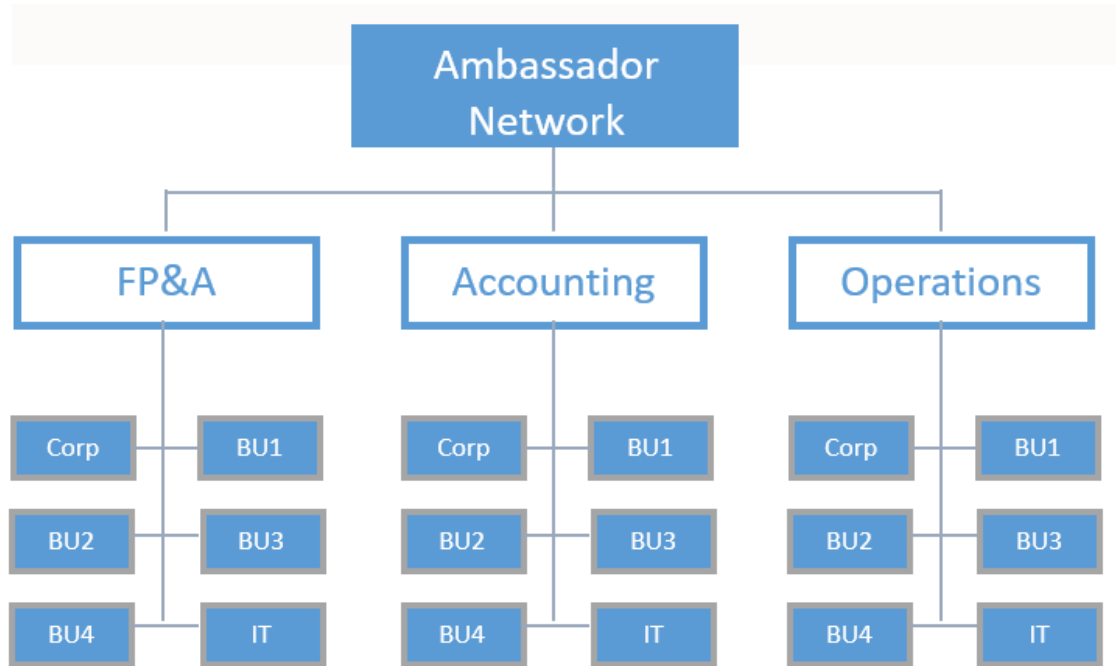 Ambassador
Network
FP&A
Accounting
Operations
Corp
BU1
Corp
BU1
Corp
BU1
BU2
BU3
BU2
BU3
BU2
BU3
BU4
IT
BU4
IT
BU4
IT